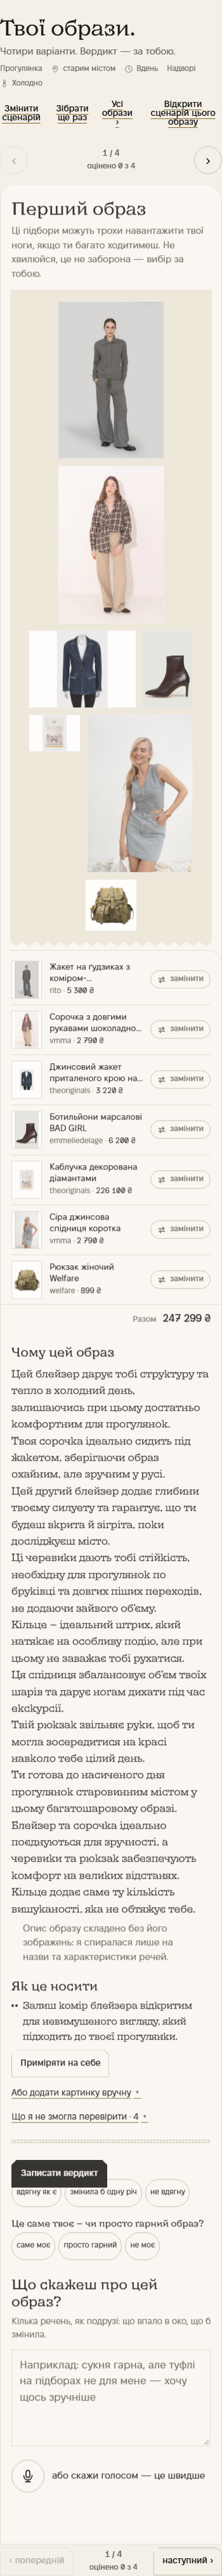 Твої образи.
Чотири варіанти. Вердикт — за тобою.
Прогулянка старим містом Вдень Надворі
Холодно
Змінити сценарій
Зібрати ще раз
Усі образи ›
Відкрити сценарій цього образу
‹
1 / 4
оцінено 0 з 4
›
Перший образ
Ці підбори можуть трохи навантажити твої
ноги, якщо ти багато ходитимеш. Не
хвилюйся, це не заборона — вибір за
тобою.
Жакет на ґудзиках з
коміром-…
rito · 5 300 ₴
замінити
Сорочка з довгими
рукавами шоколадно…
vmma · 2 790 ₴
замінити
Джинсовий жакет
приталеного крою на…
theoriginals · 3 220 ₴
замінити
Ботильйони марсалові
BAD GIRL
emmeliedelage · 6 200 ₴
замінити
Каблучка декорована
діамантами
theoriginals · 226 100 ₴
замінити
Сіра джинсова
спідниця коротка
vmma · 2 790 ₴
замінити
Рюкзак жіночий
Welfare
welfare · 899 ₴
замінити
Разом 247 299 ₴
Чому цей образ
Цей блейзер дарує тобі структуру та
тепло в холодний день,
залишаючись при цьому достатньо
комфортним для прогулянок.
Твоя сорочка ідеально сидить під
жакетом, зберігаючи образ
охайним, але зручним у русі.
Цей другий блейзер додає глибини
твоєму силуету та гарантує, що ти
будеш вкрита й зігріта, поки
досліджуєш місто.
Ці черевики дають тобі стійкість,
необхідну для прогулянок по
бруківці та довгих піших переходів,
не додаючи зайвого об'єму.
Кільце — ідеальний штрих, який
натякає на особливу подію, але при
цьому не заважає тобі рухатися.
Ця спідниця збалансовує об'єм твоїх
шарів та дарує ногам дихати під час
екскурсії.
Твій рюкзак звільняє руки, щоб ти
могла зосередитися на красі
навколо тебе цілий день.
Ти готова до насиченого дня
прогулянок старовинним містом у
цьому багатошаровому образі.
Блейзер та сорочка ідеально
поєднуються для зручності, а
черевики та рюкзак забезпечують
комфорт на великих відстанях.
Кільце додає саме ту кількість
вишуканості, яка не обтяжує тебе.
Опис образу складено без його
зображень: я спиралася лише на
назви та характеристики речей.
Як це носити
Залиш комір блейзера відкритим
для невимушеного вигляду, який
підходить до твоєї прогулянки.
Приміряти на себе
Або додати картинку вручну
Що я не змогла перевірити · 4
Записати вердикт
вдягну як є
змінила б одну річ
не вдягну
Це саме твоє — чи просто гарний образ?
саме моє
просто гарний
не моє
Що скажеш про цей
образ?
Кілька речень, як подрузі: що впало в око, що б
змінила.
Наприклад: сукня гарна, але туфлі
на підборах не для мене — хочу
щось зручніше
або скажи голосом — це швидше
‹ попередній
1 / 4
оцінено 0 з 4
наступний ›